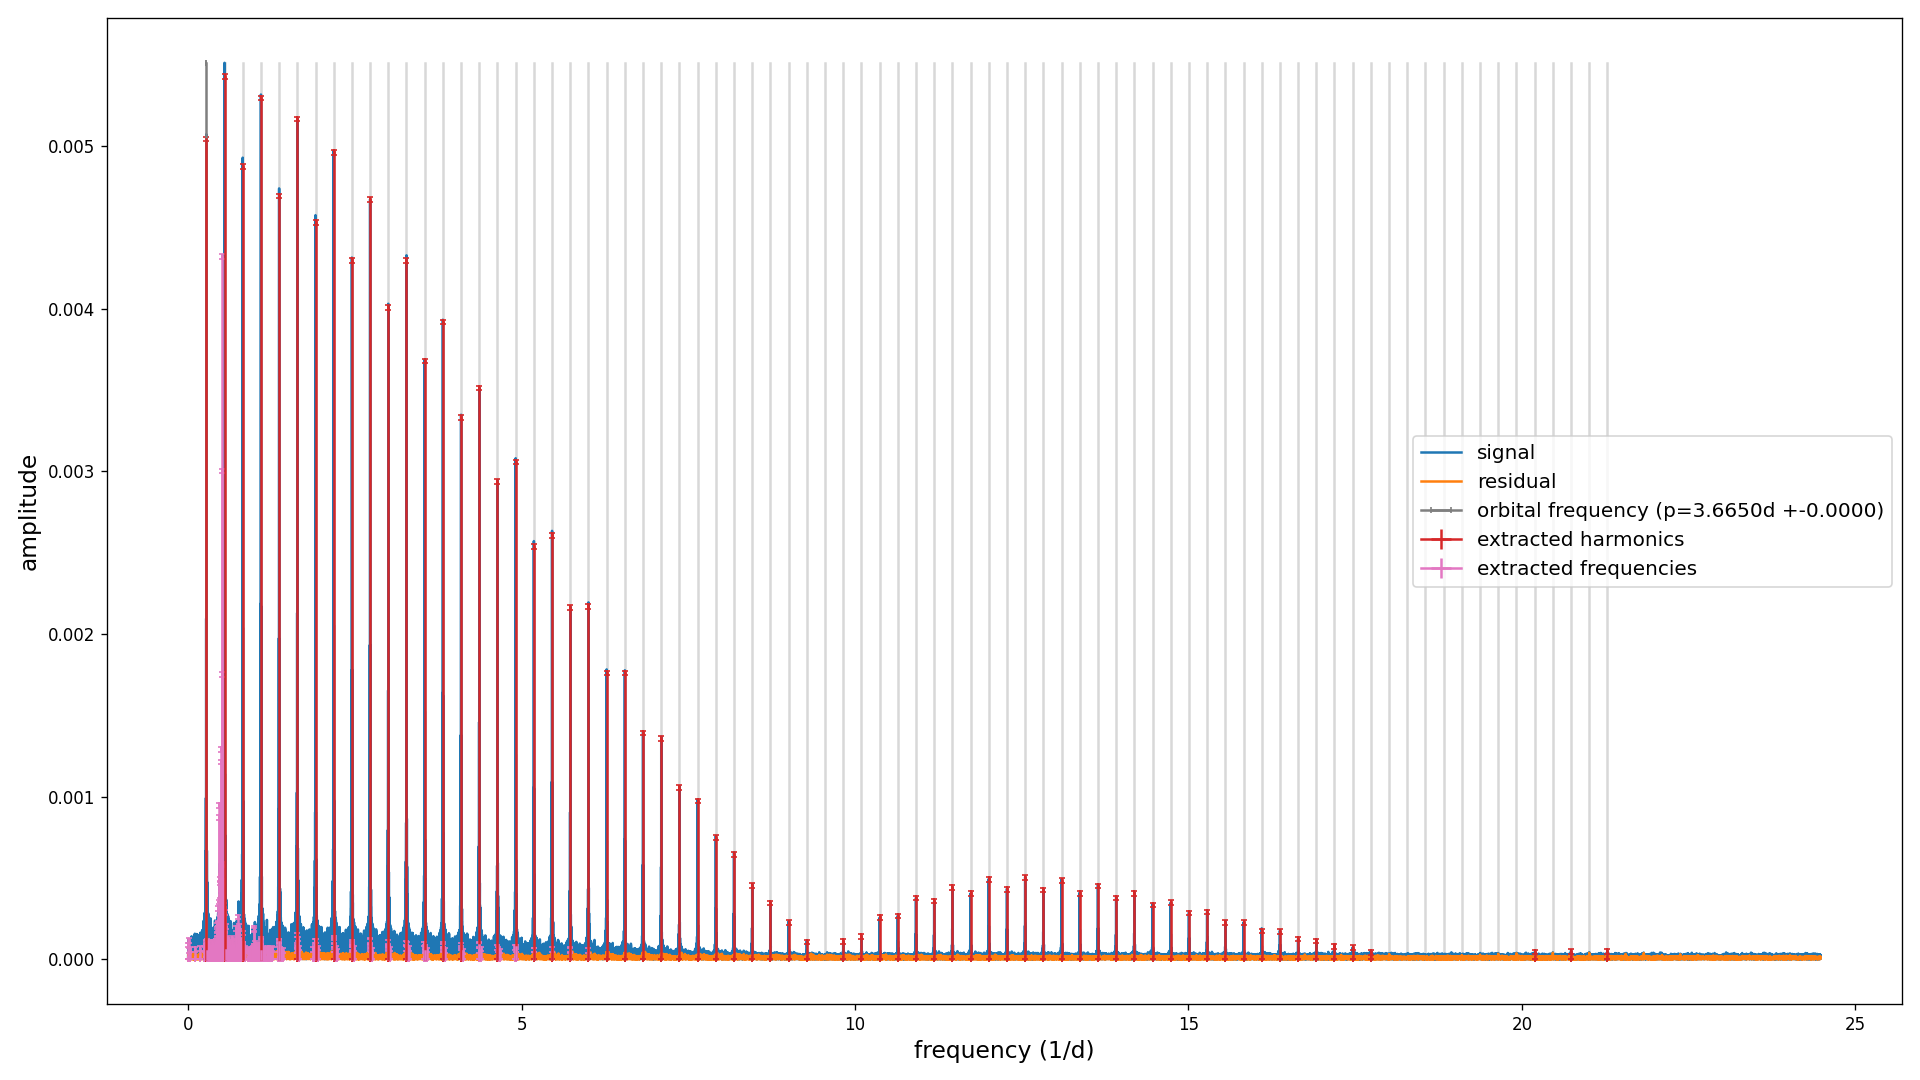 amplitude
0.005
0.004
0.003
0.002
0.001
0.000
signal
residual
orbital frequency (p=3.6650d +-0.0000)
extracted harmonics
extracted frequencies
0 5 10 15 20 25
frequency (1/d)